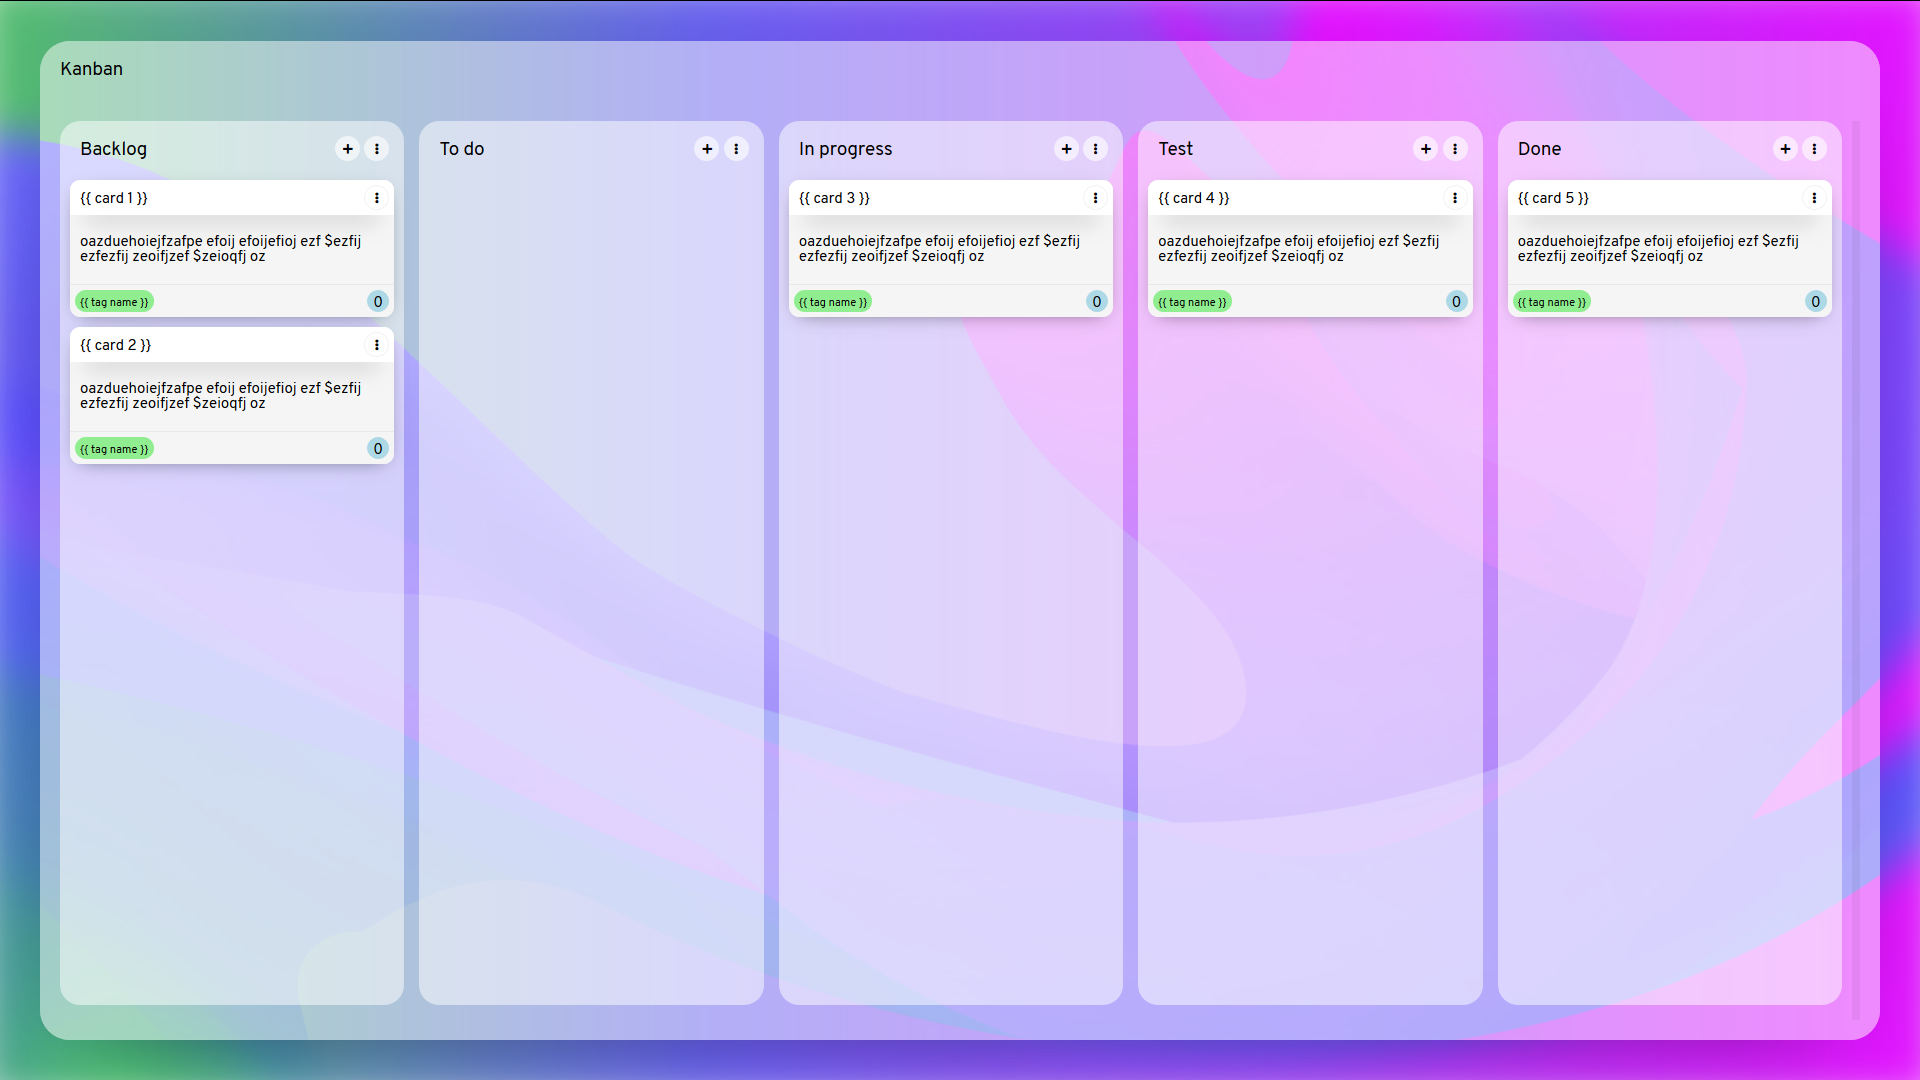 Kanban
Backlog
{{ card 1 }}
oazduehoiejfzafpe efoij efoijefioj ezf $ezfij
ezfezfij zeoifjzef $zeioqfj oz
{{ tag name }}
0
{{ card 2 }}
oazduehoiejfzafpe efoij efoijefioj ezf $ezfij
ezfezfij zeoifjzef $zeioqfj oz
{{ tag name }}
0
To do
In progress
{{ card 3 }}
oazduehoiejfzafpe efoij efoijefioj ezf $ezfij
ezfezfij zeoifjzef $zeioqfj oz
{{ tag name }}
0
Test
{{ card 4 }}
oazduehoiejfzafpe efoij efoijefioj ezf $ezfij
ezfezfij zeoifjzef $zeioqfj oz
{{ tag name }}
0
Done
{{ card 5 }}
oazduehoiejfzafpe efoij efoijefioj ezf $ezfij
ezfezfij zeoifjzef $zeioqfj oz
{{ tag name }}
0